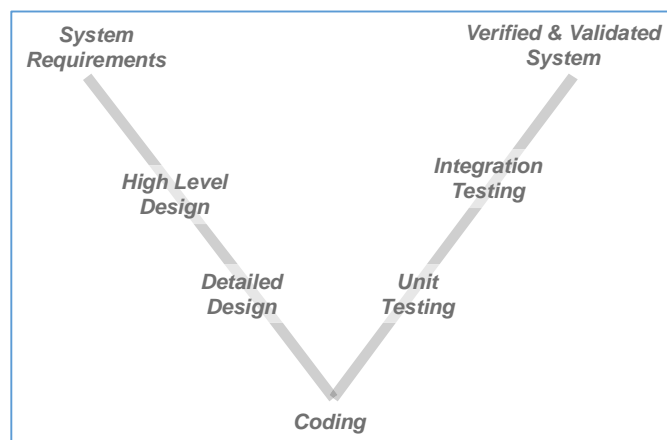 System
Requirements
Verified & Validated
System
High Level
Design
Integration
Testing
Detailed
Design
Unit
Testing
Coding